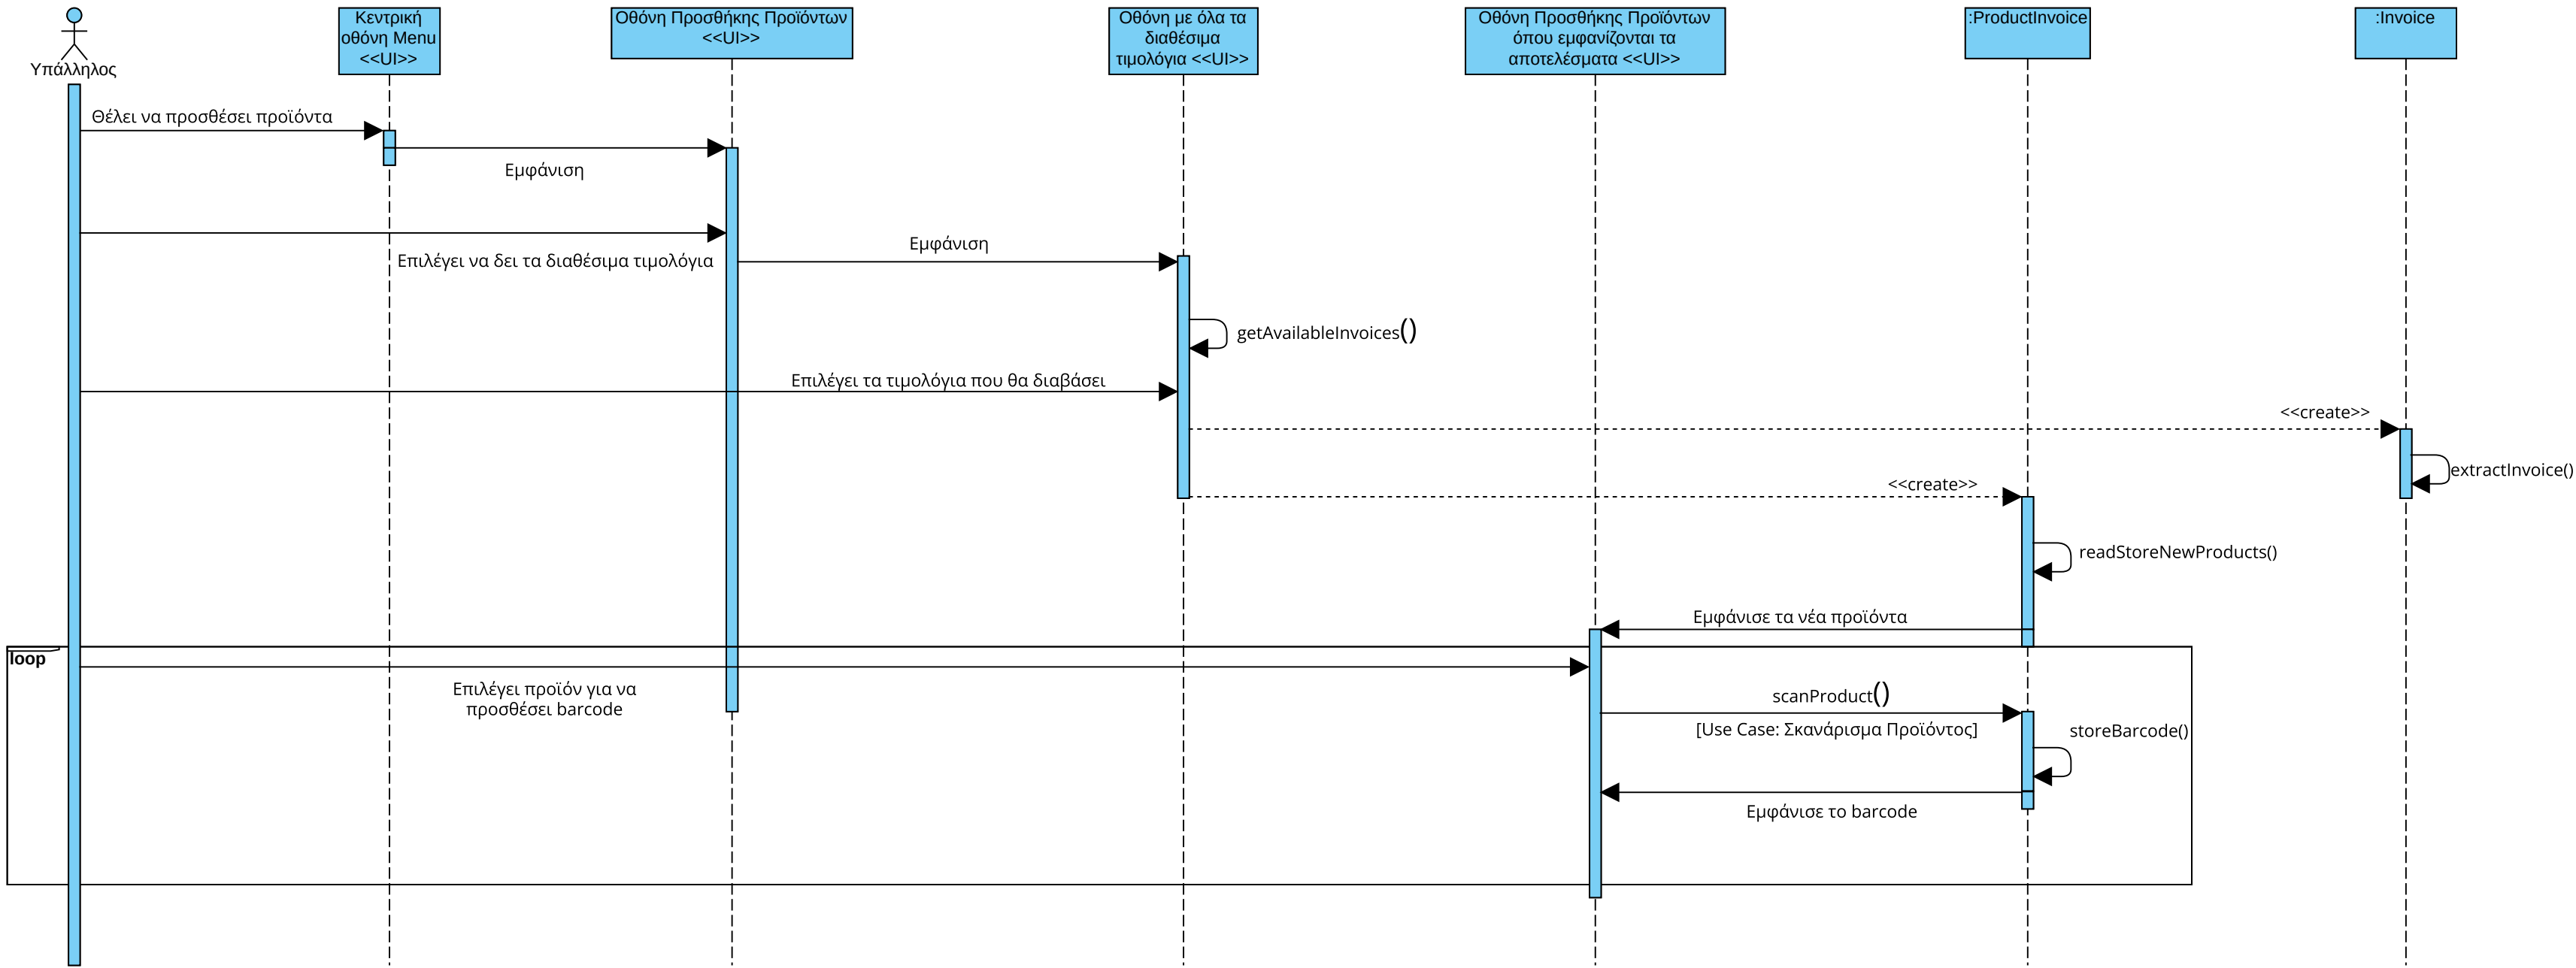 Υπάλληλος
Κεντρική
οθόνη Menu
<<UI>>
Οθόνη Προσθήκης Προϊόντων
<<UI>>
Οθόνη με όλα τα
διαθέσιμα
τιμολόγια <<UI>>
Οθόνη Προσθήκης Προϊόντων
όπου εμφανίζονται τα
αποτελέσματα <<UI>>
:ProductInvoice
:Invoice
Θέλει να προσθέσει προϊόντα
Εμφάνιση
Επιλέγει να δει τα διαθέσιμα τιμολόγια
Εμφάνιση
getAvailableInvoices()
Επιλέγει τα τιμολόγια που θα διαβάσει
<<create>>
extractInvoice()
<<create>>
readStoreNewProducts()
Εμφάνισε τα νέα προϊόντα
loop
Επιλέγει προϊόν για να
προσθέσει barcode
scanProduct()
[Use Case: Σκανάρισμα Προϊόντος]
storeBarcode()
Εμφάνισε το barcode